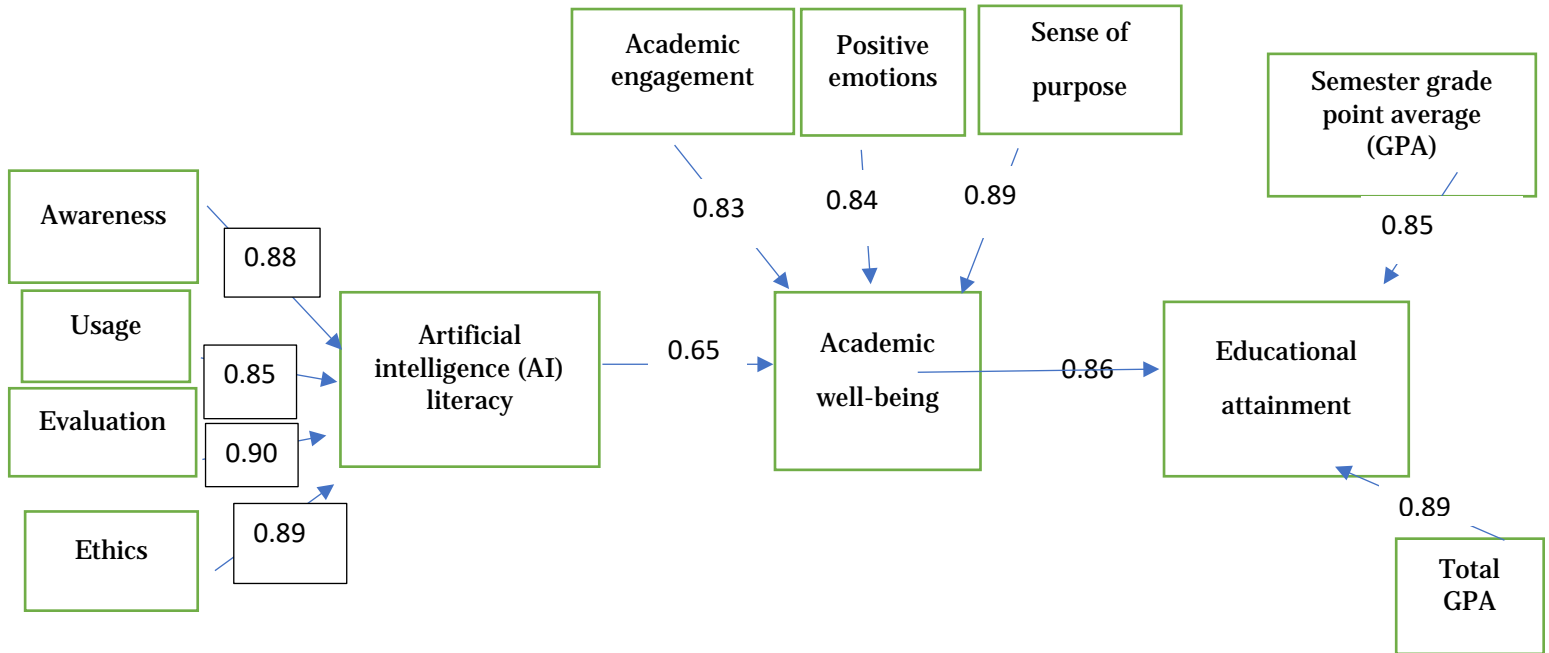 Academic
engagement
Positive
emotions
Sense of
purpose
Semester grade
point average
(GPA)
0.83
0.84
0.89
0.85
Awareness
0.88
Usage
0.85
Evaluation
0.90
Ethics
0.89
Artificial
intelligence (AI)
literacy
0.65
Academic
well-being
0.86
Educational
attainment
0.89
Total
GPA